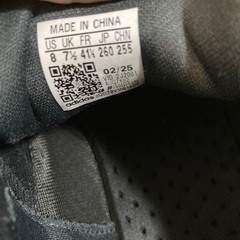 MADE IN CHINA
US UK FR JP CHN
8 7½ 41⅓ 260 255
02/25
adidas